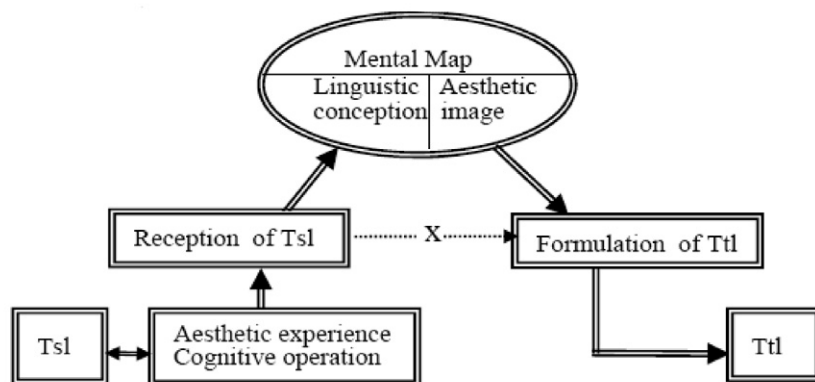 Mental Map
Linguistic conception
Aesthetic image
Reception of Tsl
X
Formulation of Ttl
Tsl
Aesthetic experience
Cognitive operation
Ttl